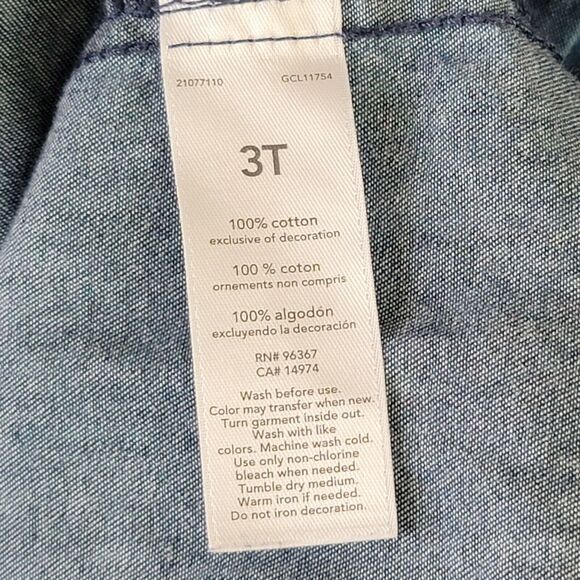 21077110 GCL11754
3T
100% cotton
exclusive of decoration
100 % coton
ornements non compris
100% algodón
excluyendo la decoración
RN# 96367
CA# 14974
Wash before use.
Color may transfer when new.
Turn garment inside out.
Wash with like
colors. Machine wash cold.
Use only non-chlorine
bleach when needed.
Tumble dry medium.
Warm iron if needed.
Do not iron decoration.